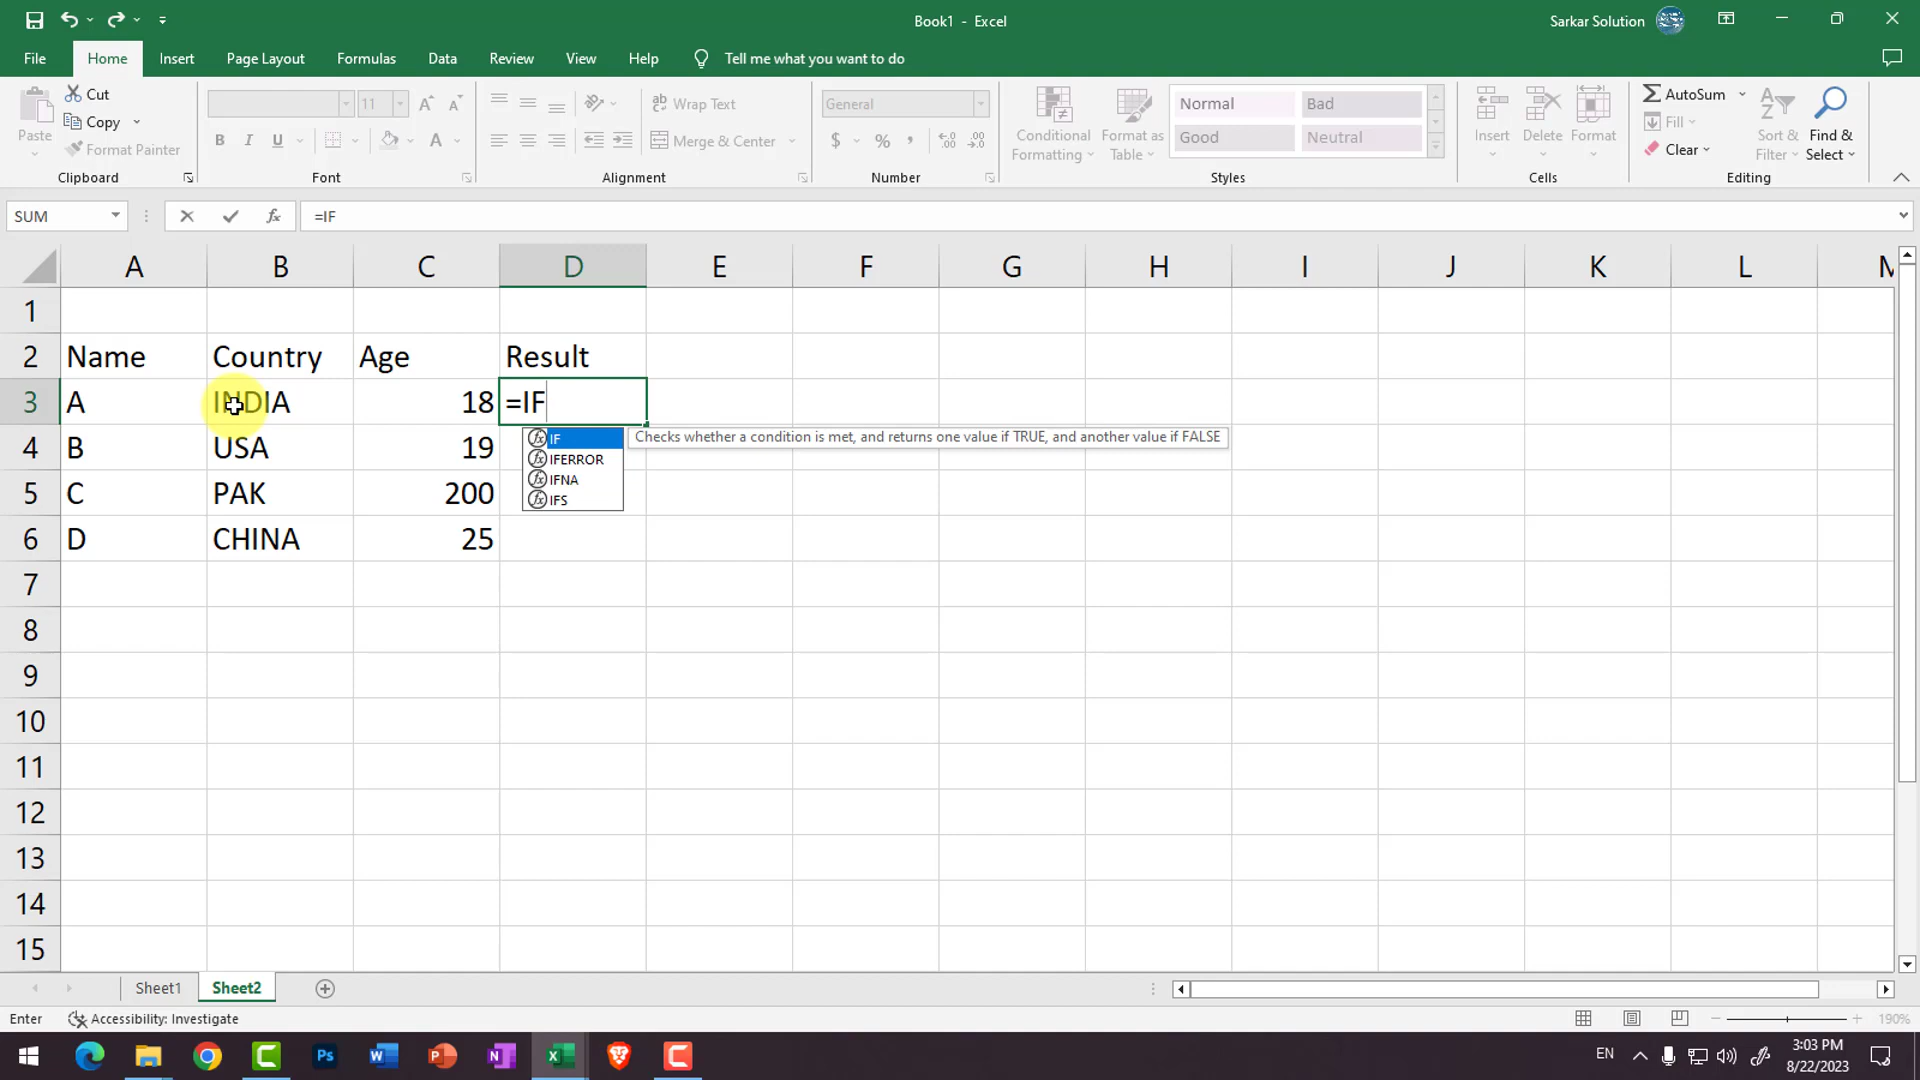 Book1 - Excel
Sarkar Solution
File Home Insert Page Layout Formulas Data Review View Help Tell me what you want to do
Paste
Cut
Copy
Format Painter
Clipboard
11
B I U
Font
Wrap Text
Merge & Center
Alignment
General
$ % ,
Number
Conditional Formatting
Format as Table
Normal Bad
Good Neutral
Styles
Insert Delete Format
Cells
AutoSum
Fill
Clear
Sort & Filter
Find & Select
Editing
SUM
fx
=IF
A B C D E F G H I J K L M
1
2 Name Country Age Result
3 A INDIA 18 =IF
4 B USA 19
5 C PAK 200
6 D CHINA 25
IF
IFERROR
IFNA
IFS
Checks whether a condition is met, and returns one value if TRUE, and another value if FALSE
7
8
9
10
11
12
13
14
15
Sheet1 Sheet2
Enter Accessibility: Investigate
190%
EN
3:03 PM
8/22/2023